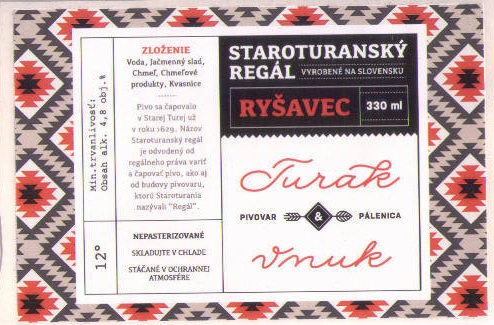 Min.trvanlivosť:
Obsah alk. 4,8 obj.%
12°
ZLOŽENIE
Voda, Jačmenný slad,
Chmeľ, Chmeľové
produkty, Kvasnice
Pivo sa čapovalo
v Starej Turej už
v roku 1629. Názov
Staroturanský regál
je odvodený od
regálneho práva variť
a čapovať pivo, ako aj
od budovy pivovaru,
ktorú Staroturania
nazývali "Regál".
NEPASTERIZOVANÉ
SKLADUJTE V CHLADE
STÁČANÉ V OCHRANNEJ
ATMOSFÉRE
STAROTURANSKÝ
REGÁL VYROBENÉ NA SLOVENSKU
RYŠAVEC 330 ml
Turák
PIVOVAR & PÁLENICA
vnuk